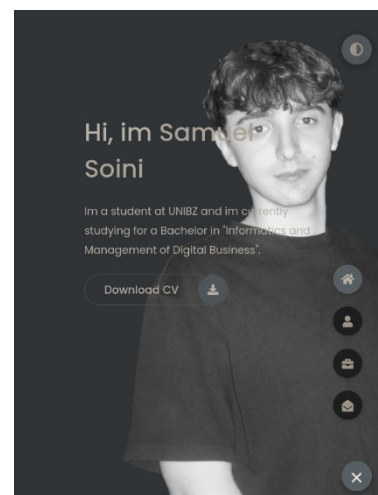 Hi, im Samuel
Soini
Im a student at UNIBZ and im currently
studying for a Bachelor in "Informatics and
Management of Digital Business".
Download CV